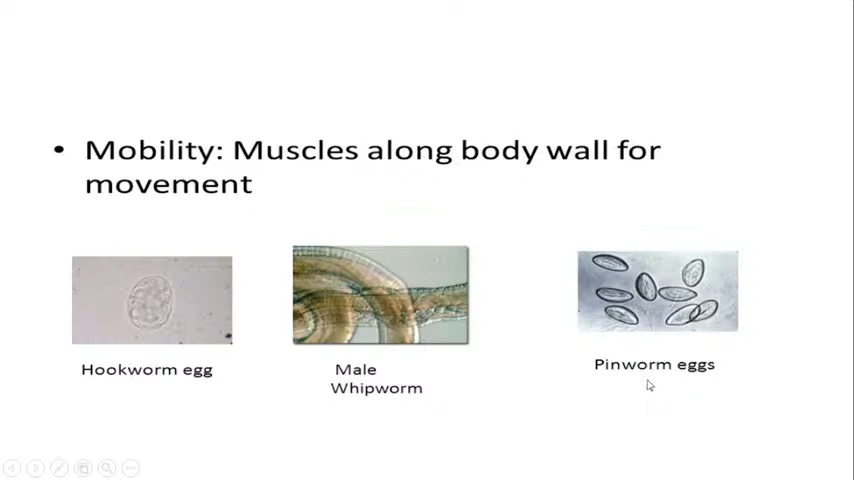 • Mobility: Muscles along body wall for
movement
Hookworm egg
Male
Whipworm
Pinworm eggs